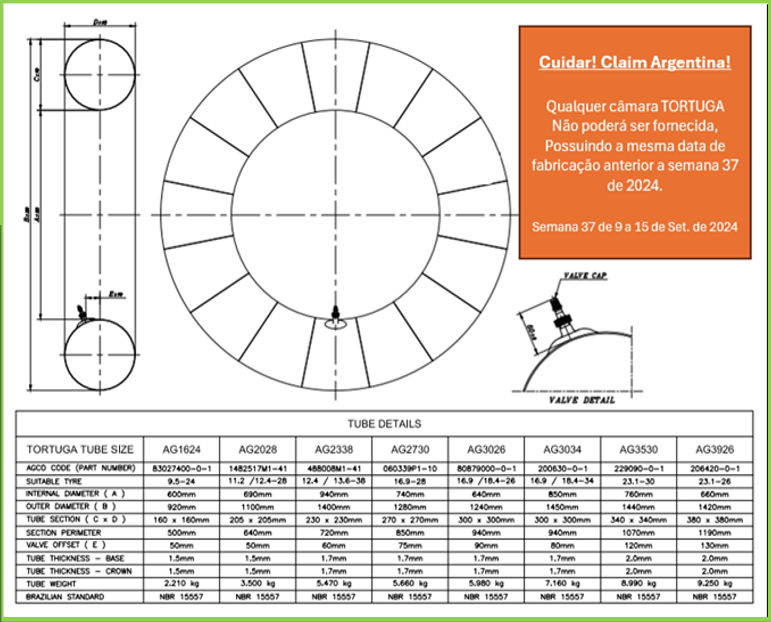 D±5%
C±5%
Cuidar! Claim Argentina!
Qualquer câmara TORTUGA
Não poderá ser fornecida,
Possuindo a mesma data de
fabricação anterior a semana 37
de 2024.
Semana 37 de 9 a 15 de Set. de 2024
VALVE CAP
VALVE DETAIL
TUBE DETAILS
TORTUGA TUBE SIZE AG1624 AG2028 AG2338 AG2730 AG3026 AG3034 AG3530 AG3926
AGCO CODE (PART NUMBER) 83027400-0-1 1482517M1-41 488008M1-41 060339P1-10 80879000-0-1 200630-0-1 229090-0-1 206420-0-1
SUITABLE TYRE 9.5-24 11.2 /12.4-28 12.4 / 13.6-38 16.9-28 16.9 /18.4-26 16.9 / 18.4-34 23.1-30 23.1-26
INTERNAL DIAMETER ( A ) 600mm 690mm 940mm 740mm 640mm 850mm 760mm 660mm
OUTER DIAMETER ( B ) 920mm 1100mm 1400mm 1280mm 1240mm 1450mm 1440mm 1420mm
TUBE SECTION ( C x D ) 160 x 160mm 205 x 205mm 230 x 230mm 270 x 270mm 300 x 300mm 300 x 300mm 340 x 340mm 380 x 380mm
SECTION PERIMETER 500mm 640mm 720mm 850mm 940mm 940mm 1070mm 1190mm
VALVE OFFSET ( E ) 50mm 50mm 60mm 75mm 90mm 80mm 120mm 130mm
TUBE THICKNESS - BASE 1.5mm 1.5mm 1.7mm 1.7mm 1.7mm 1.7mm 2.0mm 2.0mm
TUBE THICKNESS - CROWN 1.5mm 1.5mm 1.7mm 1.7mm 1.7mm 1.7mm 2.0mm 2.0mm
TUBE WEIGHT 2.210 kg 3.500 kg 5.470 kg 5.660 kg 5.980 kg 7.160 kg 8.990 kg 9.250 kg
BRAZILIAN STANDARD NBR 15557 NBR 15557 NBR 15557 NBR 15557 NBR 15557 NBR 15557 NBR 15557 NBR 15557